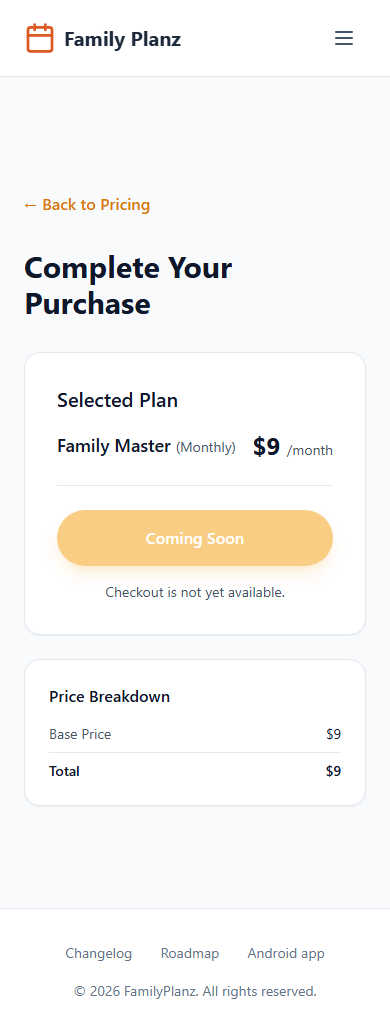 Family Planz
← Back to Pricing
Complete Your
Purchase
Selected Plan
Family Master (Monthly) $9 /month
Coming Soon
Checkout is not yet available.
Price Breakdown
Base Price $9
Total $9
Changelog Roadmap Android app
© 2026 FamilyPlanz. All rights reserved.